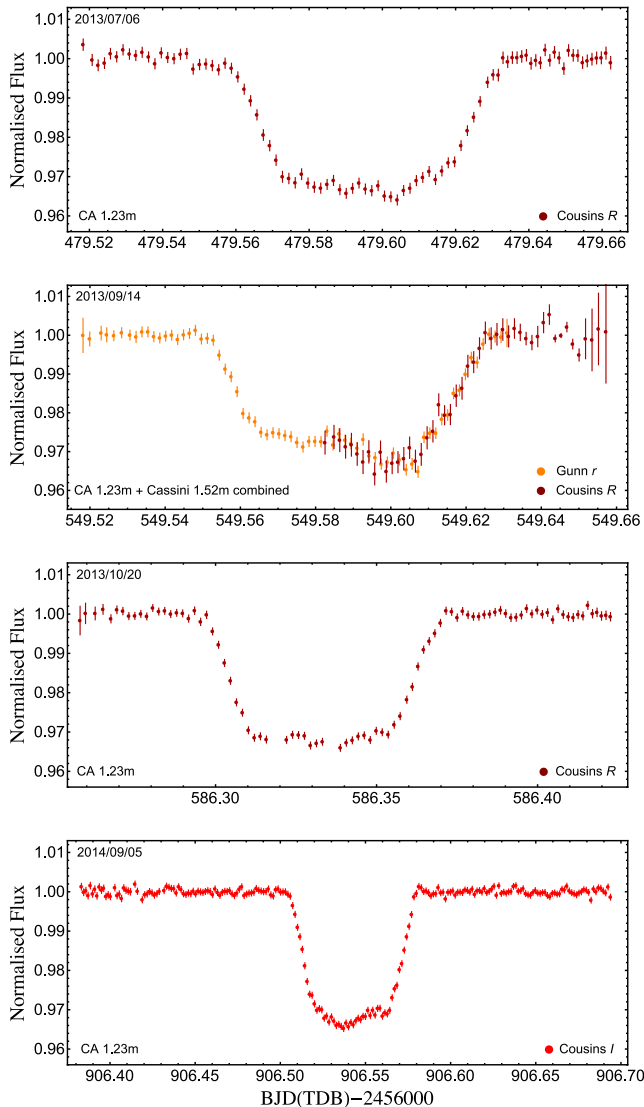 1.01
2013/07/06
1.00
0.99
0.98
0.97
0.96
Normalised Flux
CA 1.23m
Cousins R
479.52 479.54 479.56 479.58 479.60 479.62 479.64 479.66
1.01
2013/09/14
1.00
0.99
0.98
0.97
0.96
Normalised Flux
Gunn r
CA 1.23m + Cassini 1.52m combined
Cousins R
549.52 549.54 549.56 549.58 549.60 549.62 549.64 549.66
1.01
2013/10/20
1.00
0.99
0.98
0.97
0.96
Normalised Flux
CA 1.23m
Cousins R
586.30 586.35 586.40
1.01
2014/09/05
1.00
0.99
0.98
0.97
0.96
Normalised Flux
CA 1.23m
Cousins I
906.40 906.45 906.50 906.55 906.60 906.65 906.70
BJD(TDB)−2456000